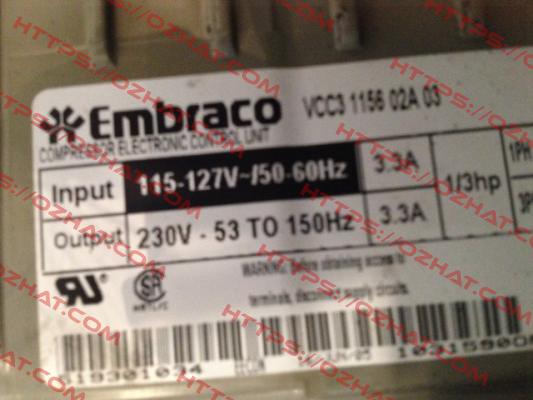 Embraco VCC3 1156 02A 03
COMPRESSOR ELECTRONIC CONTROL UNIT
Input 115-127V~/50-60Hz 3.3A 1/3hp 1PH
Output 230V - 53 TO 150Hz 3.3A
WARNING: Before obtaining access to
terminals, disconnect supply circuits.
519301034
HTTPS://OZHAT.COM